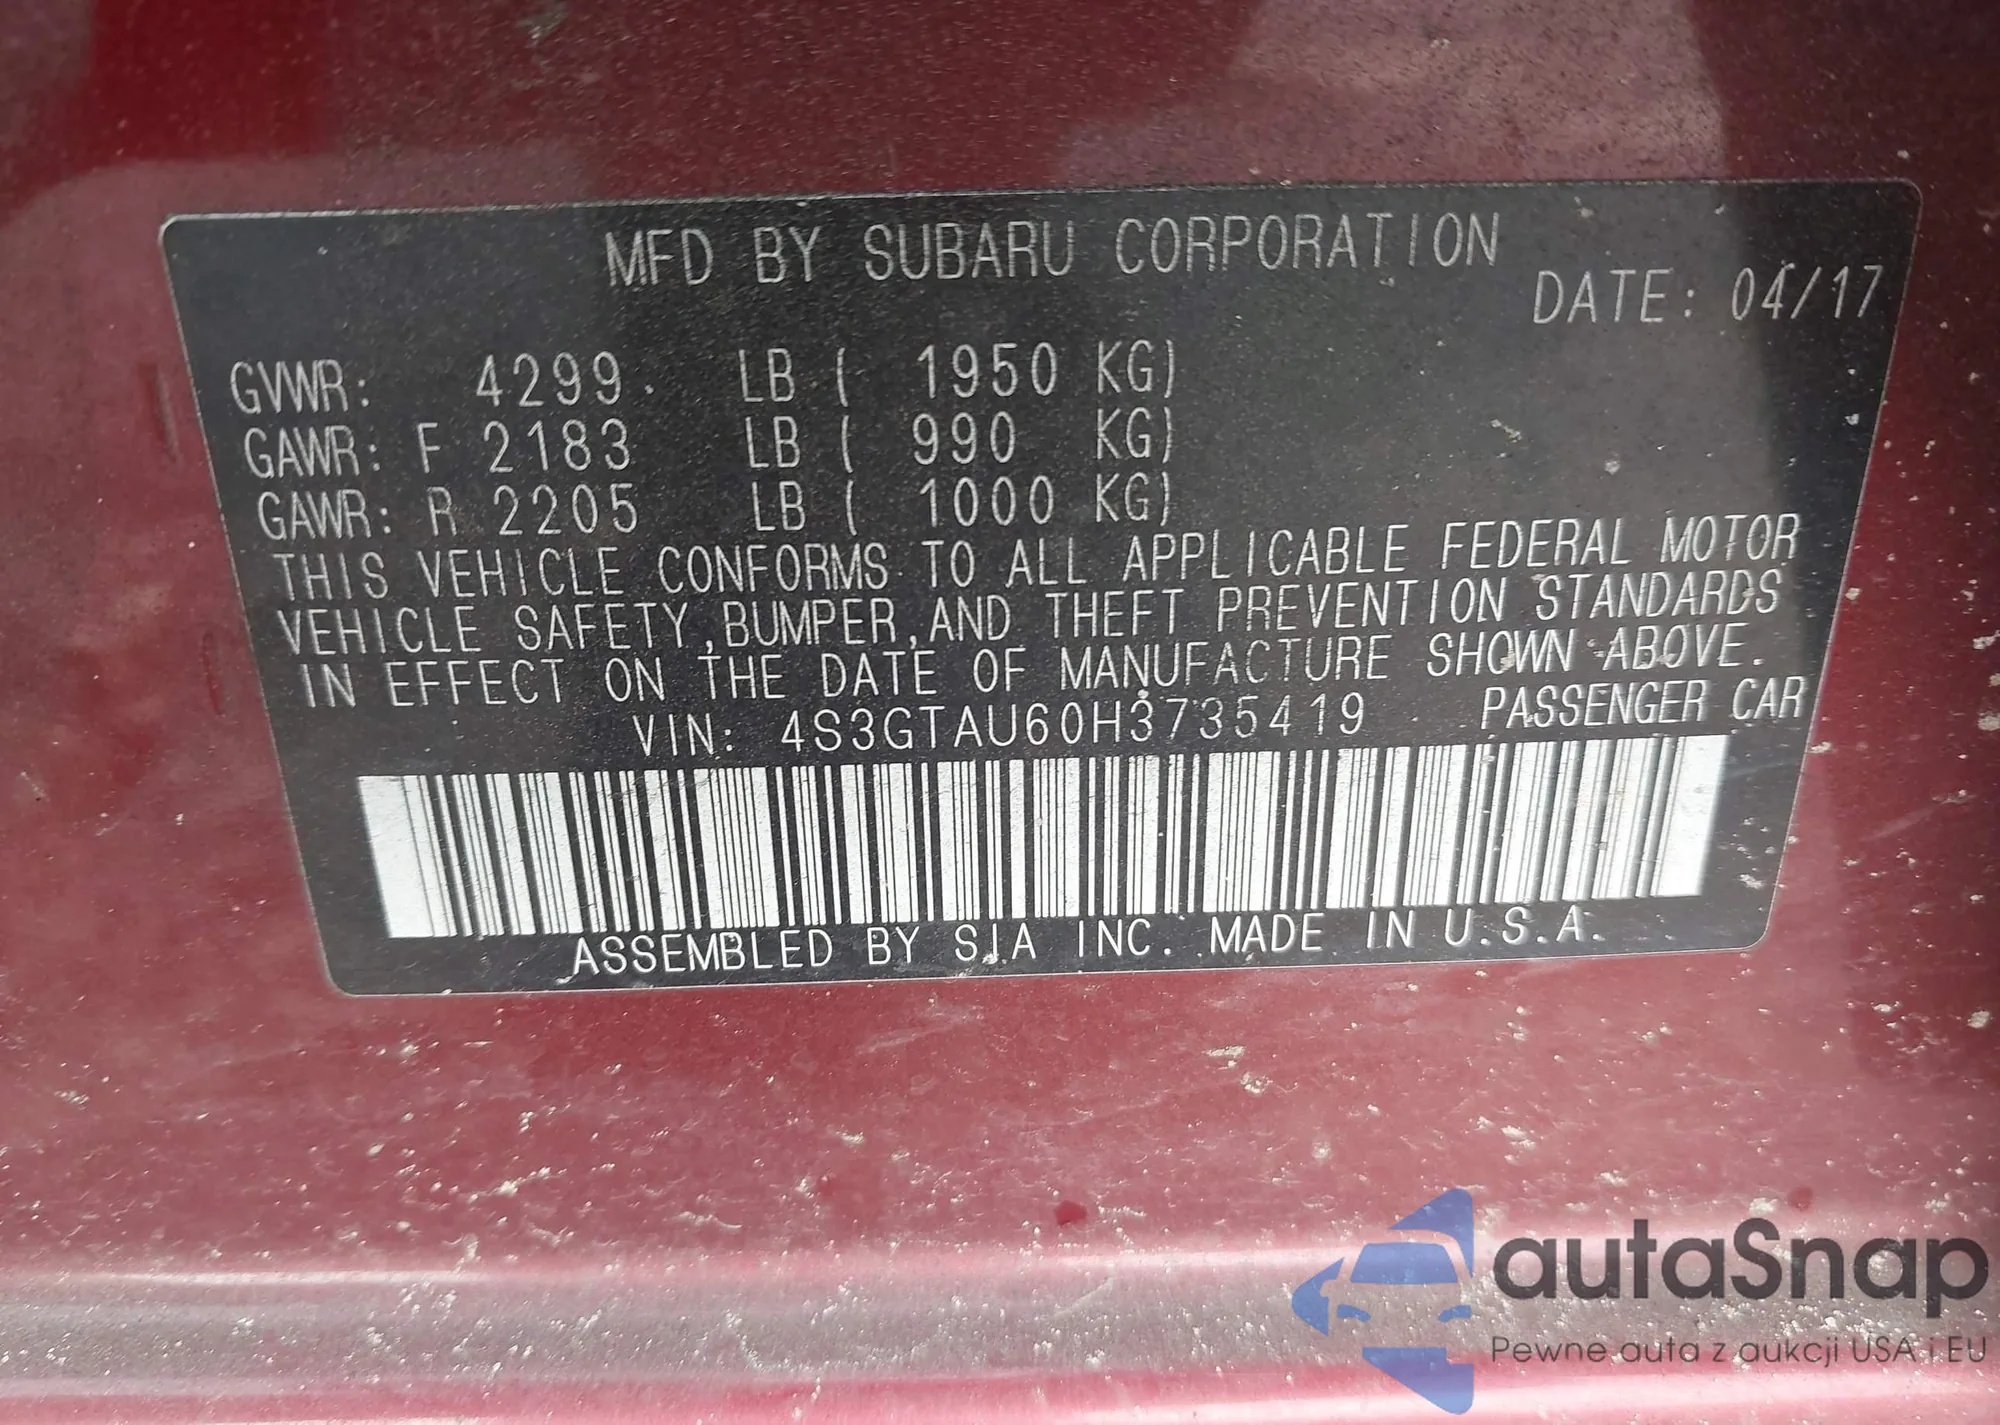 MFD BY SUBARU CORPORATION
DATE: 04/17
GVWR: 4299 LB ( 1950 KG)
GAWR: F 2183 LB ( 990 KG)
GAWR: R 2205 LB ( 1000 KG)
THIS VEHICLE CONFORMS TO ALL APPLICABLE FEDERAL MOTOR
VEHICLE SAFETY,BUMPER,AND THEFT PREVENTION STANDARDS
IN EFFECT ON THE DATE OF MANUFACTURE SHOWN ABOVE.
VIN: 4S3GTAU60H3735419 PASSENGER CAR
ASSEMBLED BY SIA INC. MADE IN U.S.A.
autaSnap
Pewne auta z aukcji USA i EU